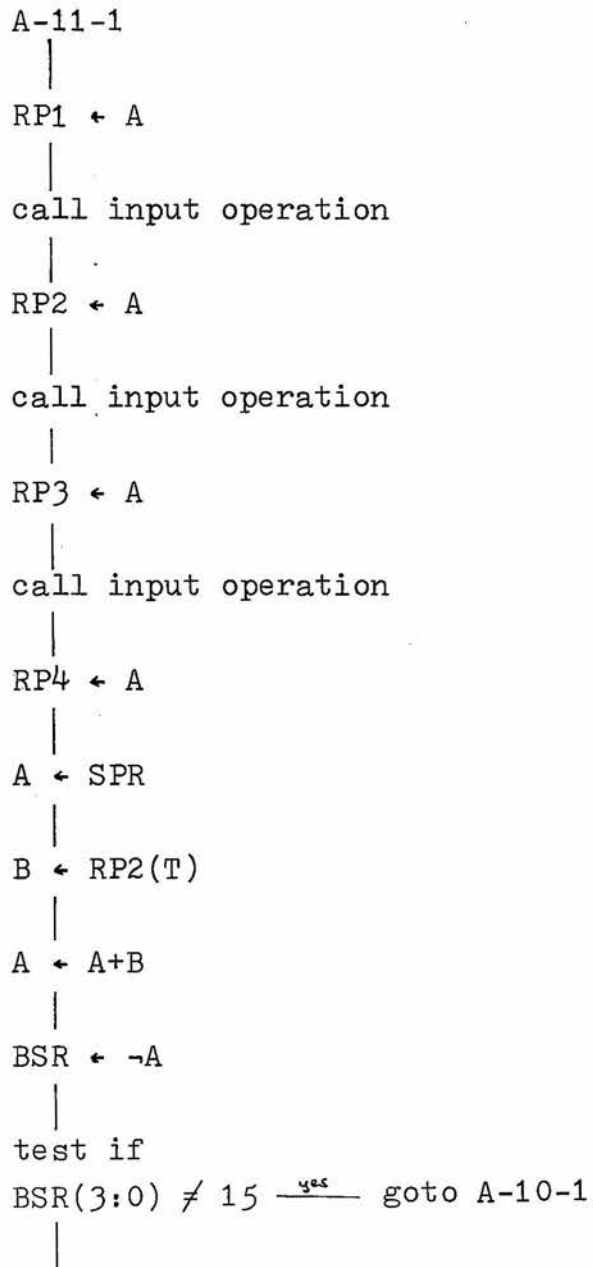 A-11-1
RP1 ← A
call input operation
RP2 ← A
call input operation
RP3 ← A
call input operation
RP4 ← A
A ← SPR
B ← RP2(T)
A ← A+B
BSR ← ¬A
test if
BSR(3:0) ≠ 15 yes goto A-10-1